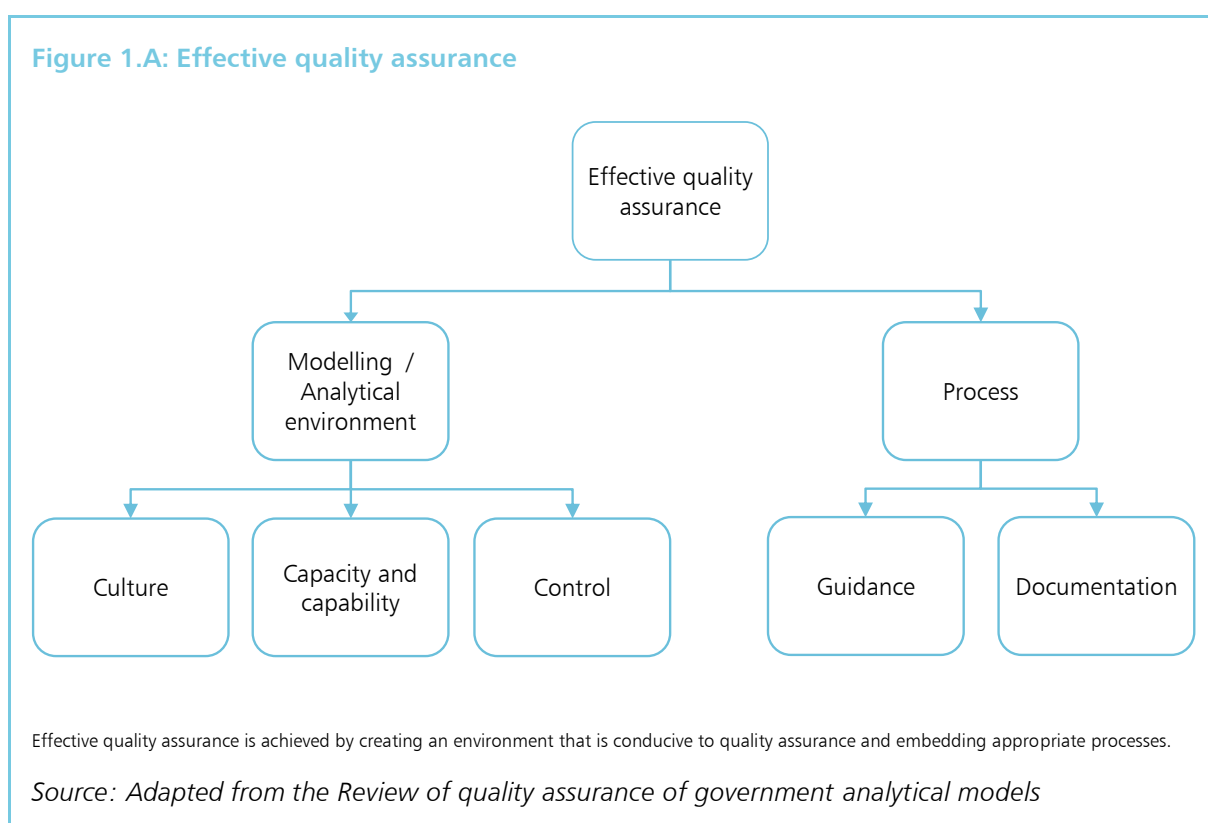 Figure 1.A: Effective quality assurance
Effective quality
assurance
Modelling /
Analytical
environment
Process
Culture
Capacity and
capability
Control
Guidance
Documentation
Effective quality assurance is achieved by creating an environment that is conducive to quality assurance and embedding appropriate processes.
Source: Adapted from the Review of quality assurance of government analytical models